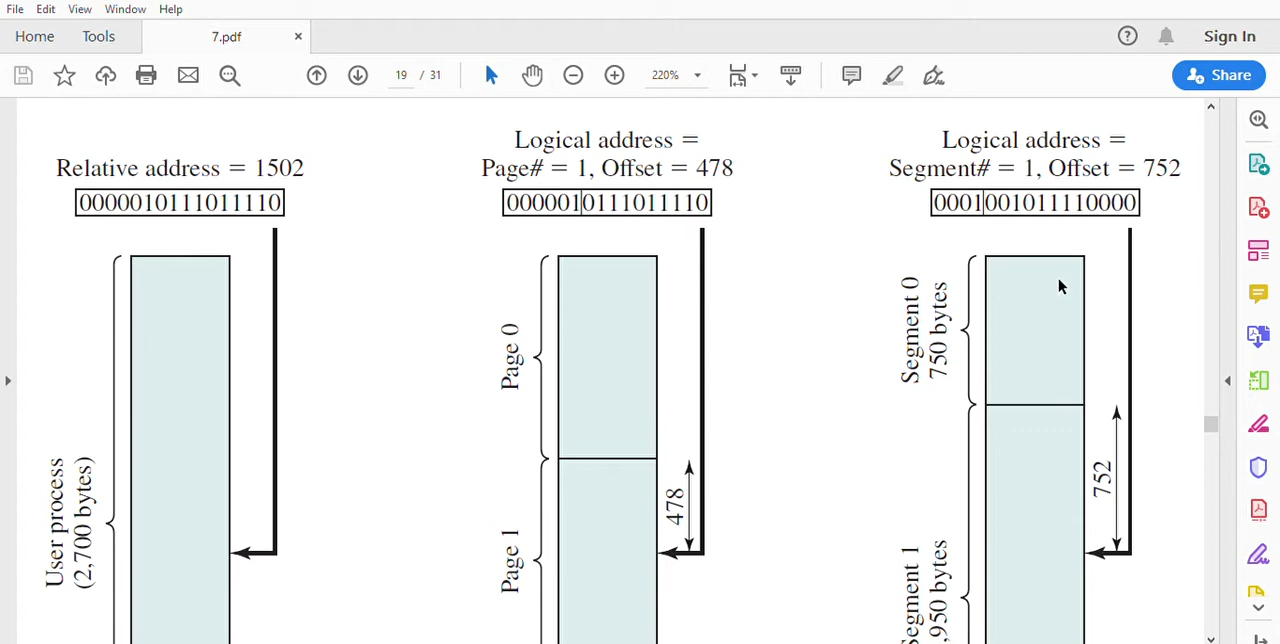 File Edit View Window Help
Home Tools 7.pdf × Sign In
19 / 31 220% Share
Relative address = 1502
0000010111011110
User process
(2,700 bytes)
Logical address =
Page# = 1, Offset = 478
0000010111011110
Page 0
478
Page 1
Logical address =
Segment# = 1, Offset = 752
0001001011110000
Segment 0
750 bytes
752
Segment 1
,950 bytes